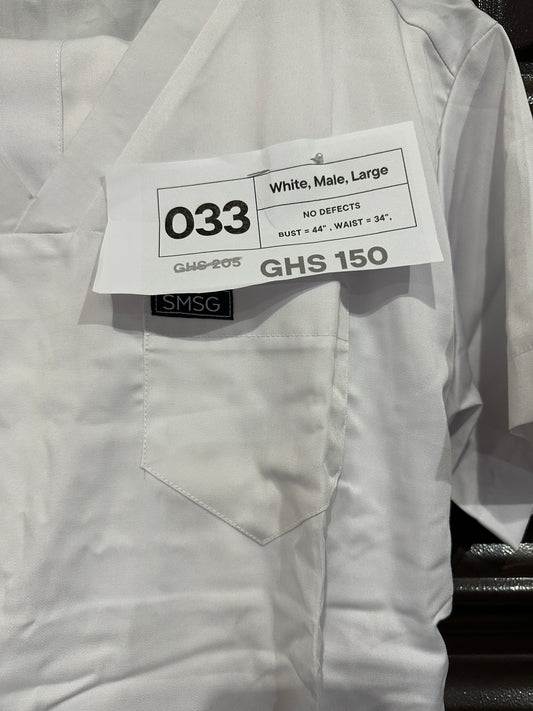 033
White, Male, Large
NO DEFECTS
BUST = 44" , WAIST = 34",
GHS 205 GHS 150
SMSG